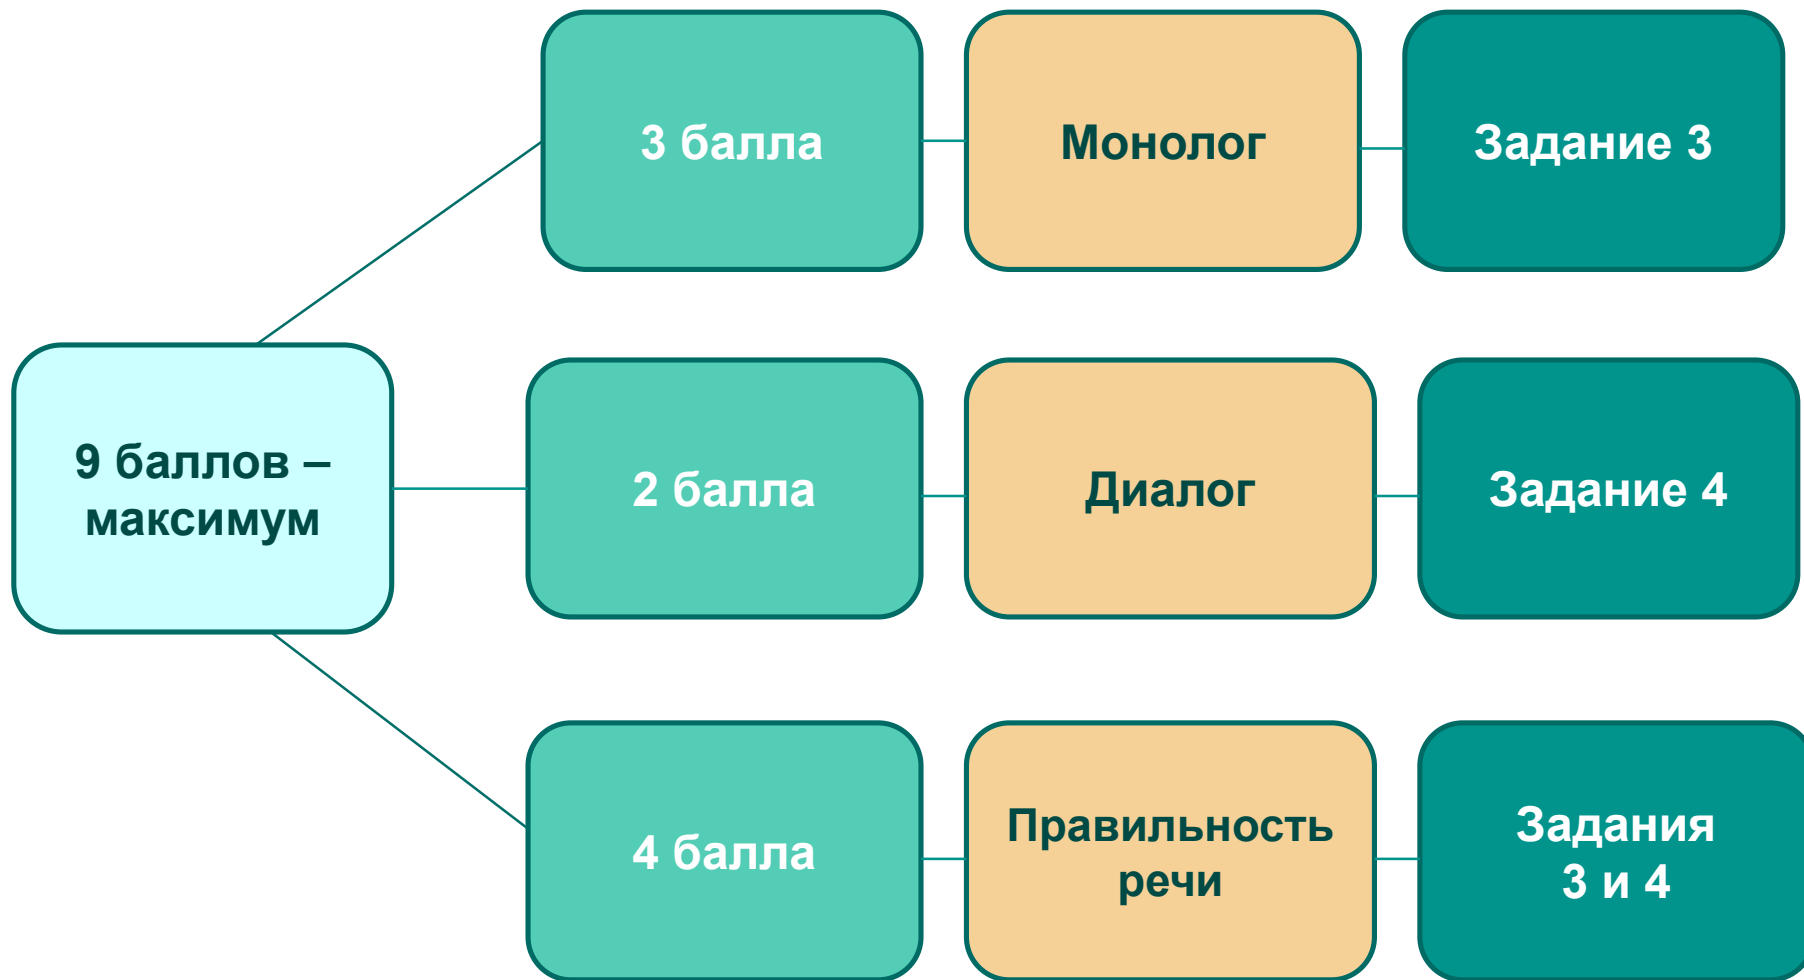 3 балла
Монолог
Задание 3
9 баллов –
максимум
2 балла
Диалог
Задание 4
4 балла
Правильность
речи
Задания
3 и 4